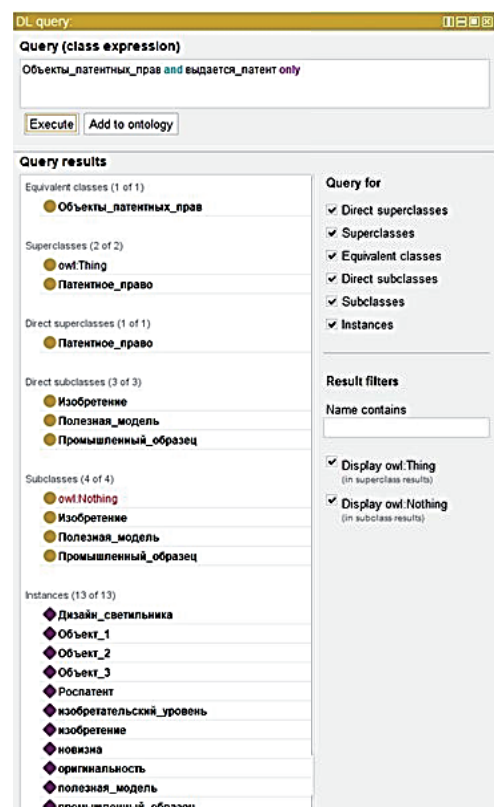 DL query:
Query (class expression)
Объекты_патентных_прав and выдается_патент only
Execute Add to ontology
Query results
Equivalent classes (1 of 1)
Объекты_патентных_прав
Superclasses (2 of 2)
owl:Thing
Патентное_право
Direct superclasses (1 of 1)
Патентное_право
Direct subclasses (3 of 3)
Изобретение
Полезная_модель
Промышленный_образец
Subclasses (4 of 4)
owl:Nothing
Изобретение
Полезная_модель
Промышленный_образец
Instances (13 of 13)
Дизайн_светильника
Объект_1
Объект_2
Объект_3
Роспатент
изобретательский_уровень
изобретение
новизна
оригинальность
полезная_модель
промышленный_образец
Query for
Direct superclasses
Superclasses
Equivalent classes
Direct subclasses
Subclasses
Instances
Result filters
Name contains
Display owl:Thing
(in superclass results)
Display owl:Nothing
(in subclass results)